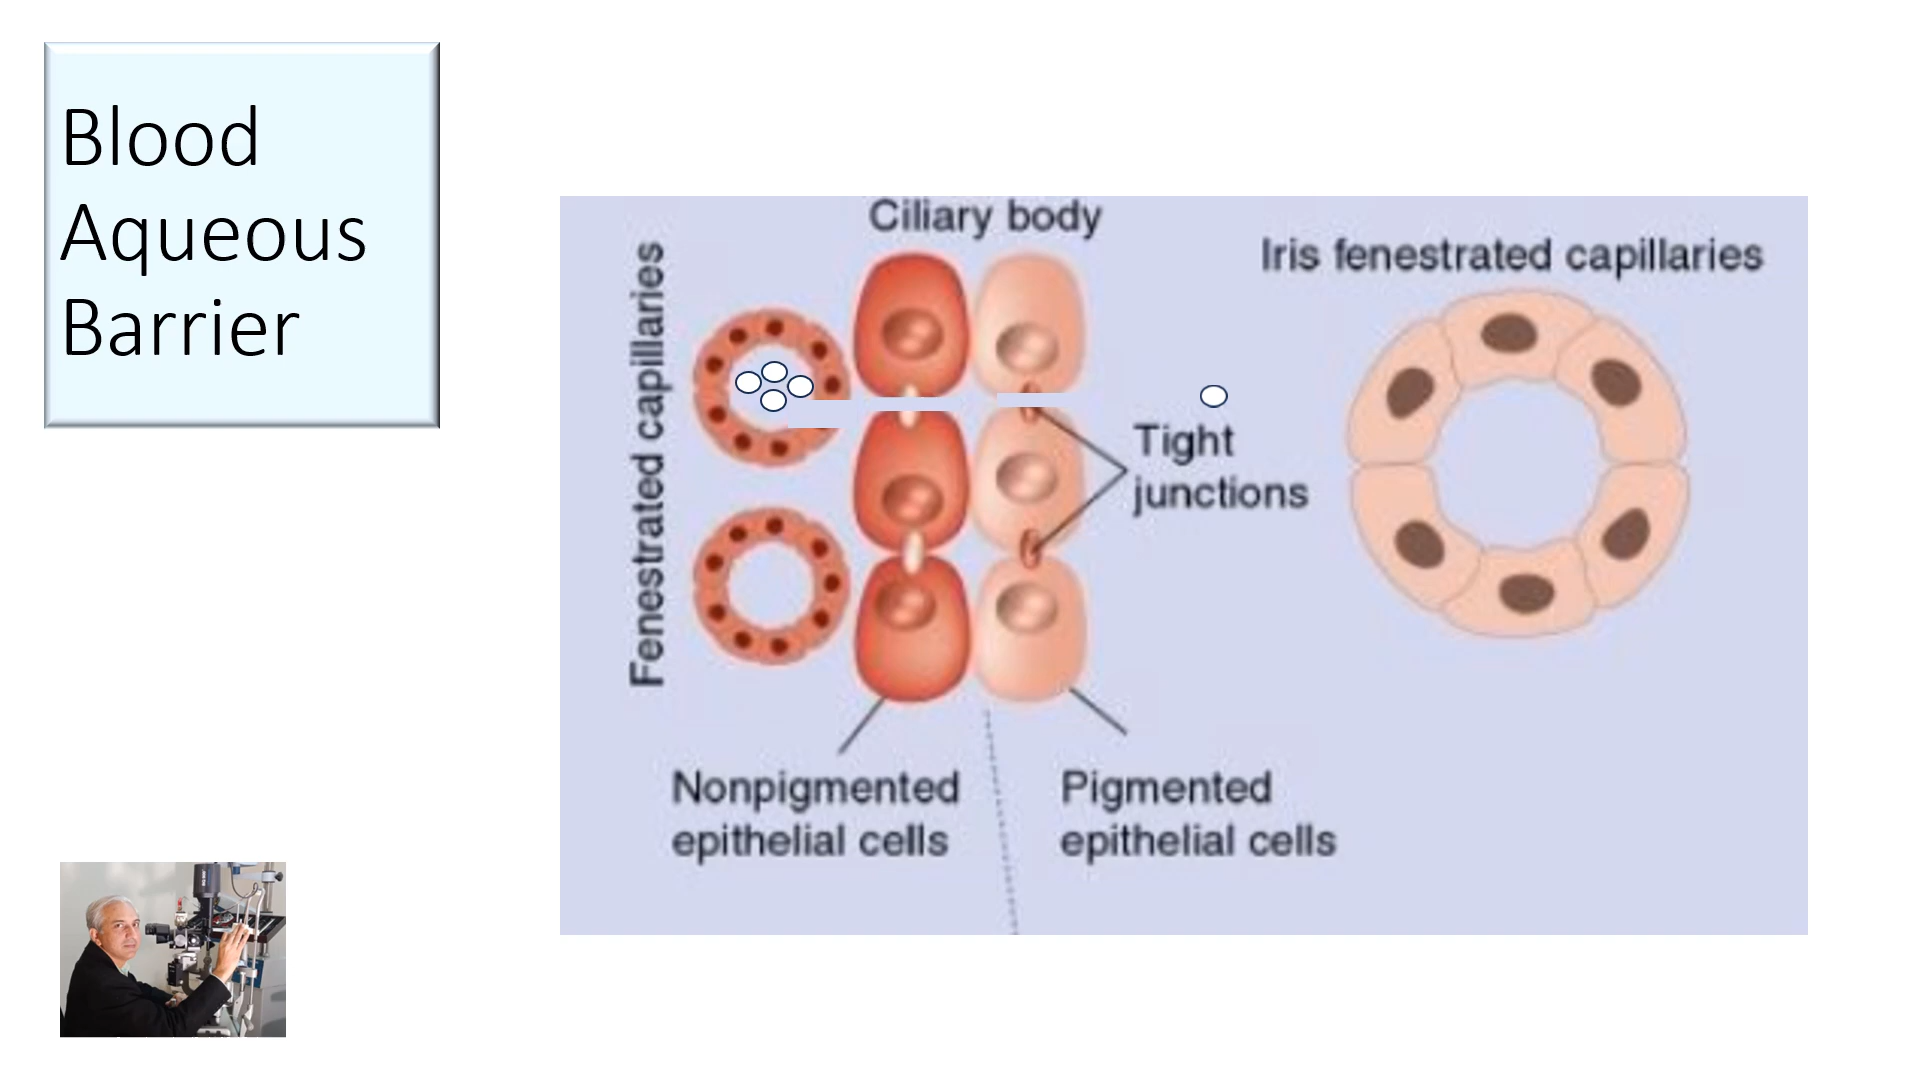 Blood
Aqueous
Barrier
Ciliary body
Iris fenestrated capillaries
Fenestrated capillaries
Tight
junctions
Nonpigmented
epithelial cells
Pigmented
epithelial cells